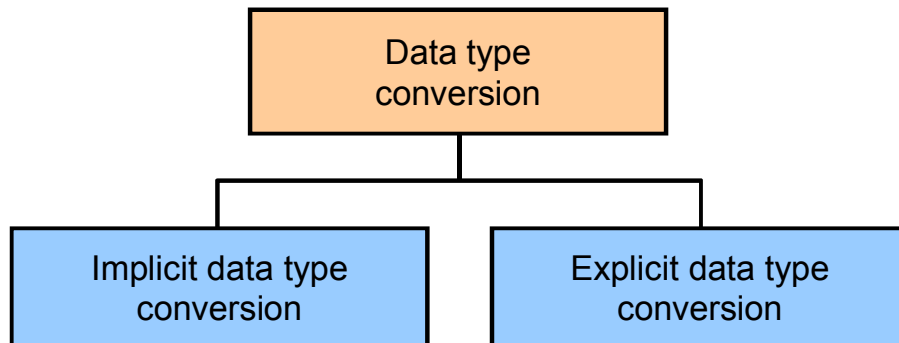 Data type
conversion
Implicit data type
conversion
Explicit data type
conversion